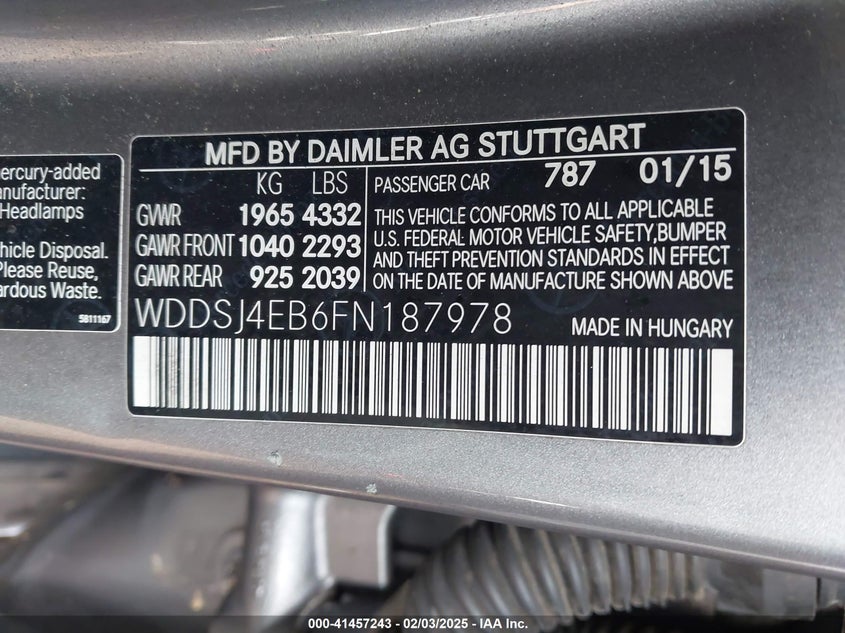 ercury-added
anufacturer:
Headlamps
ehicle Disposal.
Please Reuse,
ardous Waste.
5811167
MFD BY DAIMLER AG STUTTGART
KG LBS
GVWR 1965 4332
GAWR FRONT 1040 2293
GAWR REAR 925 2039
PASSENGER CAR 787 01/15
THIS VEHICLE CONFORMS TO ALL APPLICABLE
U.S. FEDERAL MOTOR VEHICLE SAFETY,BUMPER
AND THEFT PREVENTION STANDARDS IN EFFECT
ON THE DATE OF MANUFACTURE SHOWN ABOVE
WDDSJ4EB6FN187978
MADE IN HUNGARY
000-41457243 - 02/03/2025 - IAA Inc.